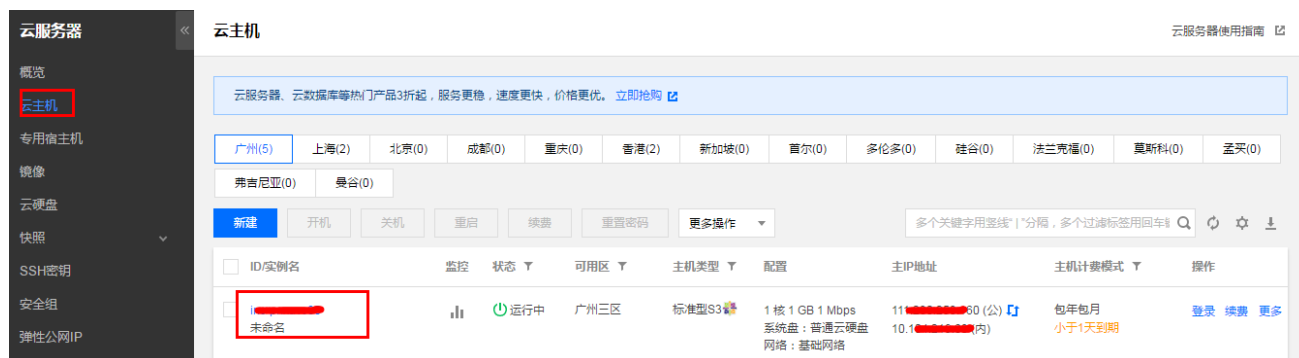 云服务器 «
云主机
云服务器使用指南
概览
云主机
专用宿主机
镜像
云硬盘
快照
SSH密钥
安全组
弹性公网IP
云服务器、云数据库等热门产品3折起，服务更稳，速度更快，价格更优。 立即抢购
广州(5) 上海(2) 北京(0) 成都(0) 重庆(0) 香港(2) 新加坡(0) 首尔(0) 多伦多(0) 硅谷(0) 法兰克福(0) 莫斯科(0) 孟买(0)
弗吉尼亚(0) 曼谷(0)
新建 开机 关机 重启 续费 重置密码 更多操作 多个关键字用竖线“|”分隔，多个过滤标签用回车
ID/实例名 监控 状态 可用区 主机类型 配置 主IP地址 主机计费模式 操作
运行中 广州三区 标准型S3 1 核 1 GB 1 Mbps (公) 包年包月 登录 续费 更多
未命名 系统盘：普通云硬盘 10. (内) 小于1天到期
网络：基础网络